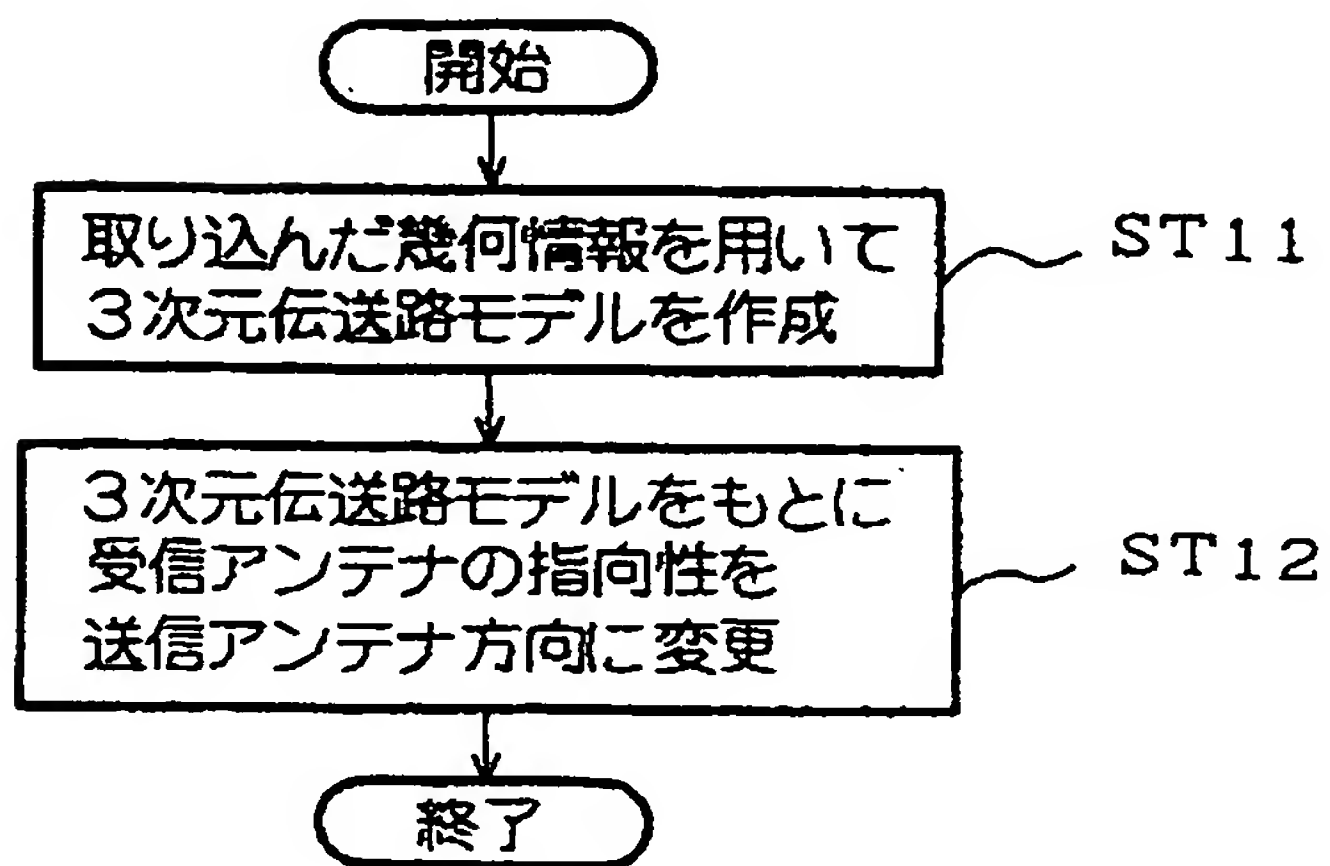 開始
取り込んだ幾何情報を用いて
3次元伝送路モデルを作成
ST11
3次元伝送路モデルをもとに
受信アンテナの指向性を
送信アンテナ方向に変更
ST12
終了